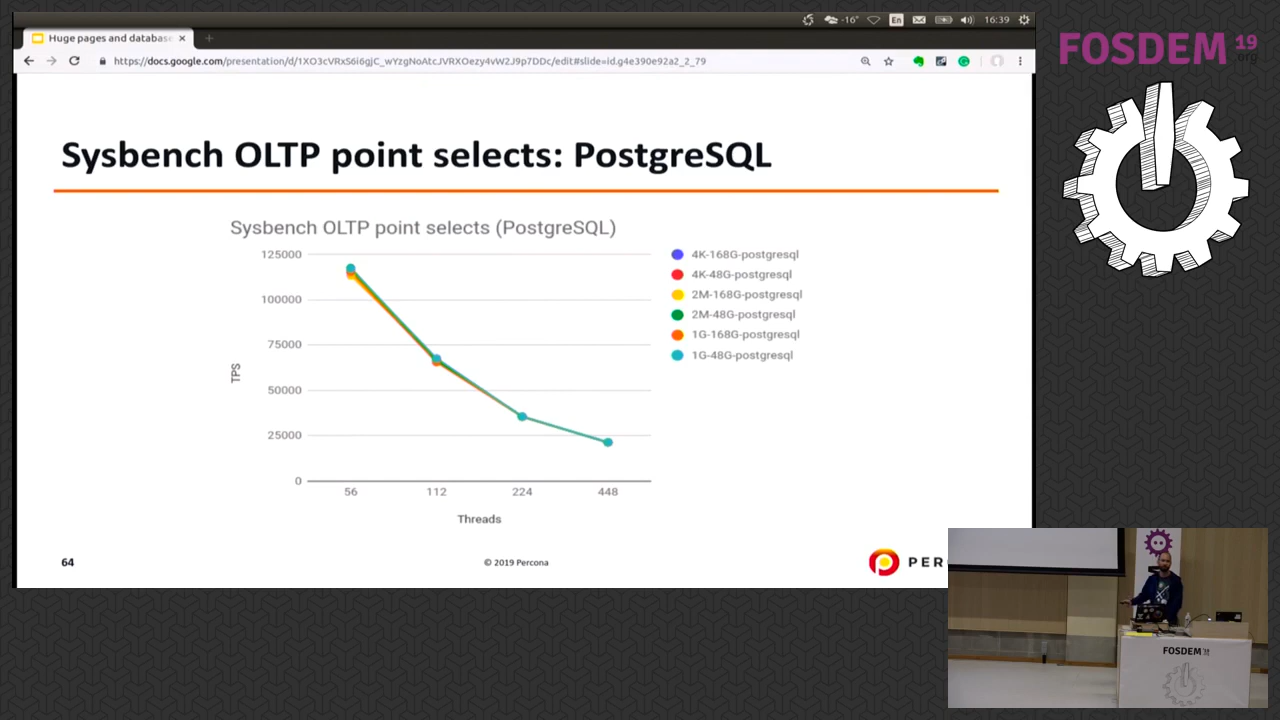 -16°
En
16:39
Huge pages and database
https://docs.google.com/presentation/d/1XO3cVRxS6i6gjC_wYzgNoAtcJVRXOezy4vW2J9p7DDc/edit#slide=id.g4e390e92a2_2_79
FOSDEM 19
.org
Sysbench OLTP point selects: PostgreSQL
Sysbench OLTP point selects (PostgreSQL)
125000
100000
75000
50000
25000
0
TPS
56
112
224
448
Threads
4K-168G-postgresql
4K-48G-postgresql
2M-168G-postgresql
2M-48G-postgresql
1G-168G-postgresql
1G-48G-postgresql
64
© 2019 Percona
PER
FOSDEM'19